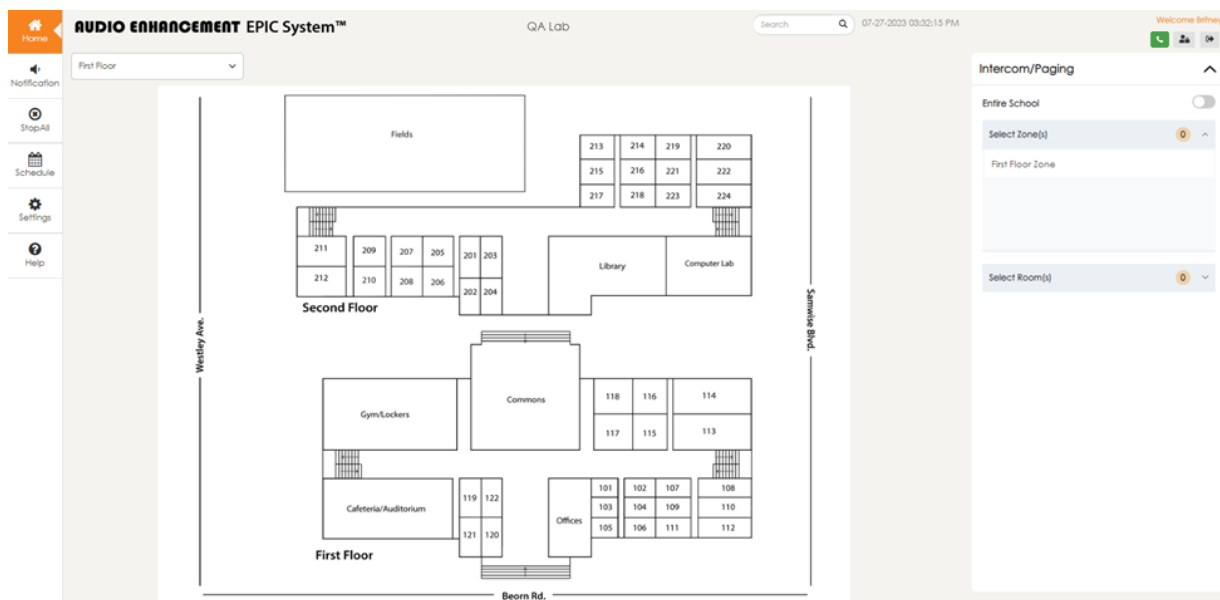 Home
AUDIO ENHANCEMENT EPIC System™
QA Lab
Search
07-27-2023 03:32:15 PM
Welcome Britney
Notification
StopAll
Schedule
Settings
Help
First Floor
Fields
213 214 219 220
215 216 221 222
217 218 223 224
211 209 207 205 201 203
212 210 208 206 202 204
Library
Computer Lab
Second Floor
Westley Ave.
Samwise Blvd.
Gym/Lockers
Commons
118 116 114
117 115 113
Cafeteria/Auditorium
119 122
121 120
Offices
101 102 107 108
103 104 109 110
105 106 111 112
First Floor
Beorn Rd.
Intercom/Paging
Entire School
Select Zone(s) 0
First Floor Zone
Select Room(s) 0